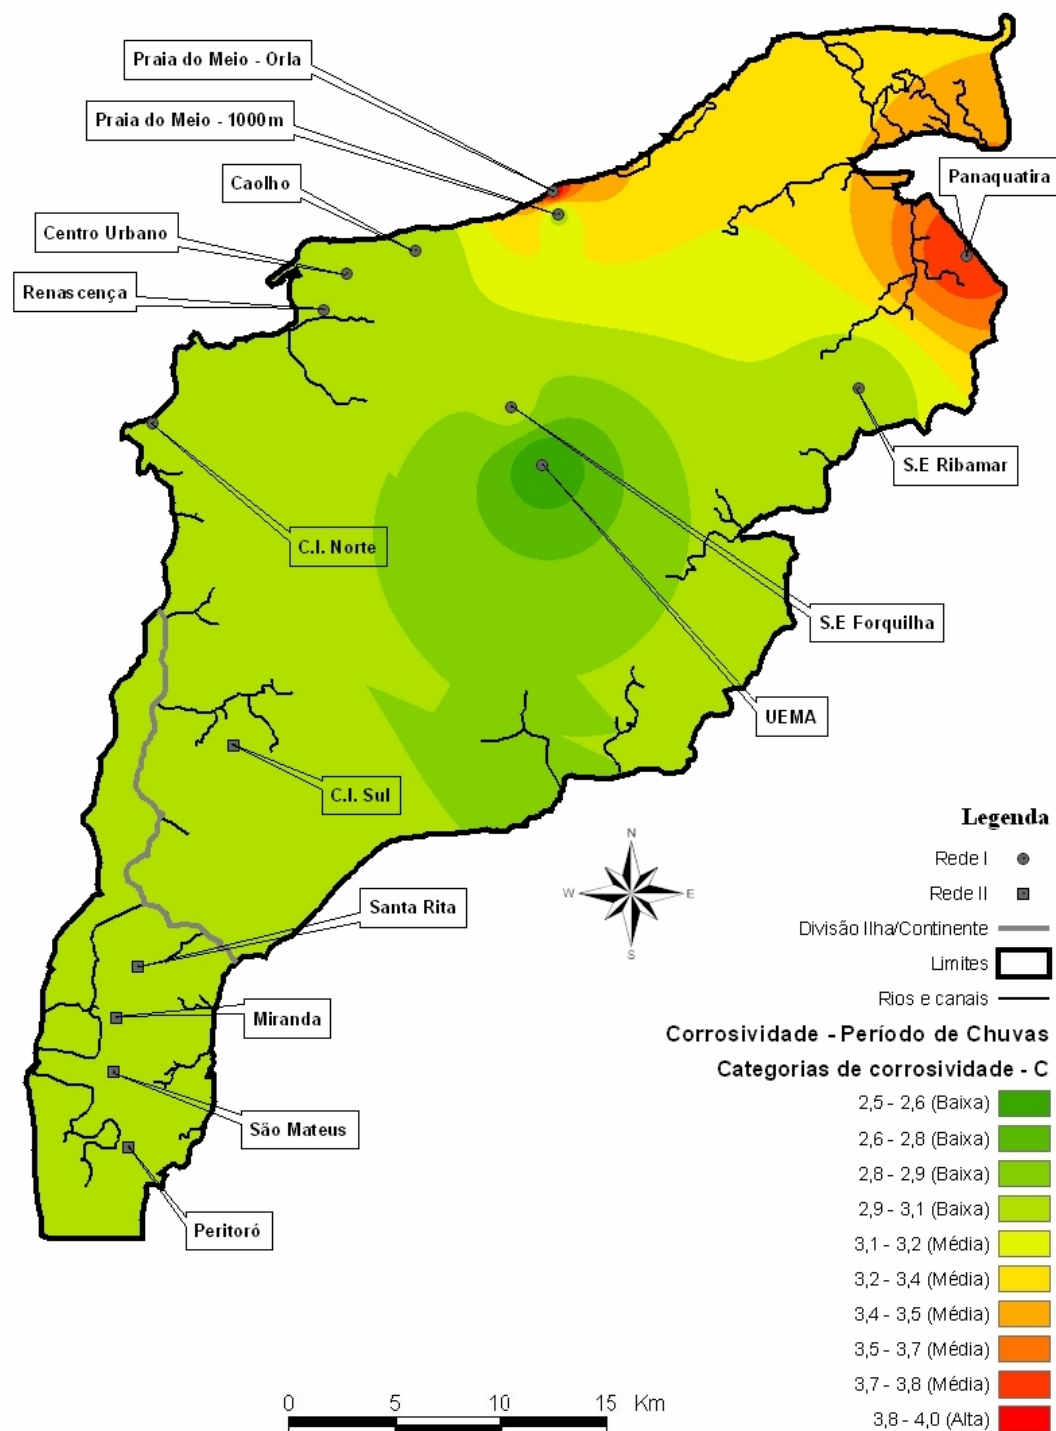 Praia do Meio - Orla
Praia do Meio - 1000m
Caolho
Panaquatira
Centro Urbano
Renascença
S.E Ribamar
C.I. Norte
S.E Forquilha
UEMA
C.I. Sul
Legenda
N
Rede I
W E
Rede II
Santa Rita
Divisão Ilha/Continente
S
Limites
Rios e canais
Miranda
Corrosividade - Período de Chuvas
Categorias de corrosividade - C
2,5 - 2,6 (Baixa)
São Mateus
2,6 - 2,8 (Baixa)
2,8 - 2,9 (Baixa)
2,9 - 3,1 (Baixa)
Peritoró
3,1 - 3,2 (Média)
3,2 - 3,4 (Média)
3,4 - 3,5 (Média)
3,5 - 3,7 (Média)
3,7 - 3,8 (Média)
3,8 - 4,0 (Alta)
0 5 10 15 Km